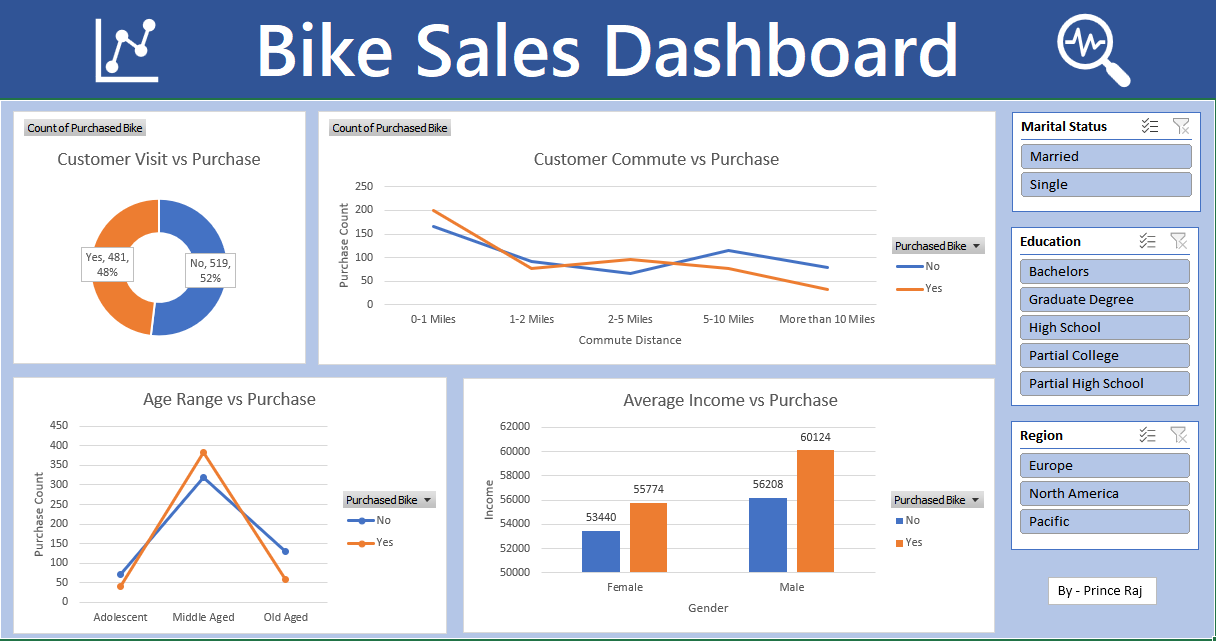 Bike Sales Dashboard
Count of Purchased Bike
Customer Visit vs Purchase
Yes, 481,
48%
No, 519,
52%
Count of Purchased Bike
Customer Commute vs Purchase
250
200
150
100
50
0
Purchase Count
0-1 Miles
1-2 Miles
2-5 Miles
5-10 Miles
More than 10 Miles
Commute Distance
Purchased Bike
No
Yes
Age Range vs Purchase
450
400
350
300
250
200
150
100
50
0
Purchase Count
Adolescent
Middle Aged
Old Aged
Purchased Bike
No
Yes
Average Income vs Purchase
62000
60000
58000
56000
54000
52000
50000
Income
53440
55774
56208
60124
Female
Male
Gender
Purchased Bike
No
Yes
Marital Status
Married
Single
Education
Bachelors
Graduate Degree
High School
Partial College
Partial High School
Region
Europe
North America
Pacific
By - Prince Raj